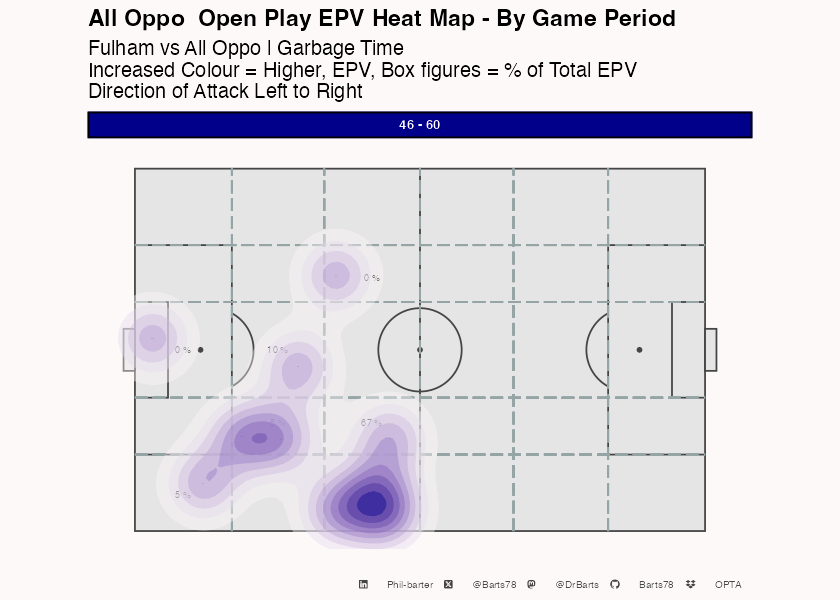 All Oppo  Open Play EPV Heat Map - By Game Period
Fulham vs All Oppo | Garbage Time
Increased Colour = Higher, EPV, Box figures = % of Total EPV
Direction of Attack Left to Right
46 - 60
0 %
0 %
10 %
67 %
5 %
Phil-barter @Barts78 @DrBarts Barts78 OPTA